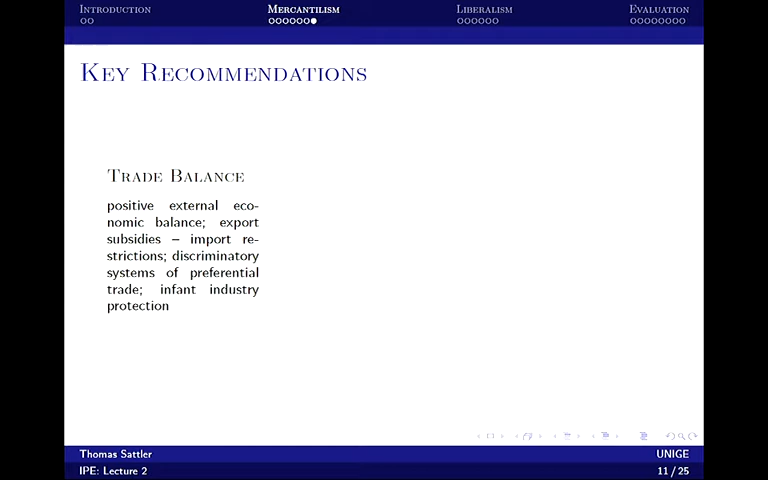 Introduction Mercantilism Liberalism Evaluation
Key Recommendations
Trade Balance
positive external eco-
nomic balance; export
subsidies – import re-
strictions; discriminatory
systems of preferential
trade; infant industry
protection
Thomas Sattler UNIGE
IPE: Lecture 2 11 / 25